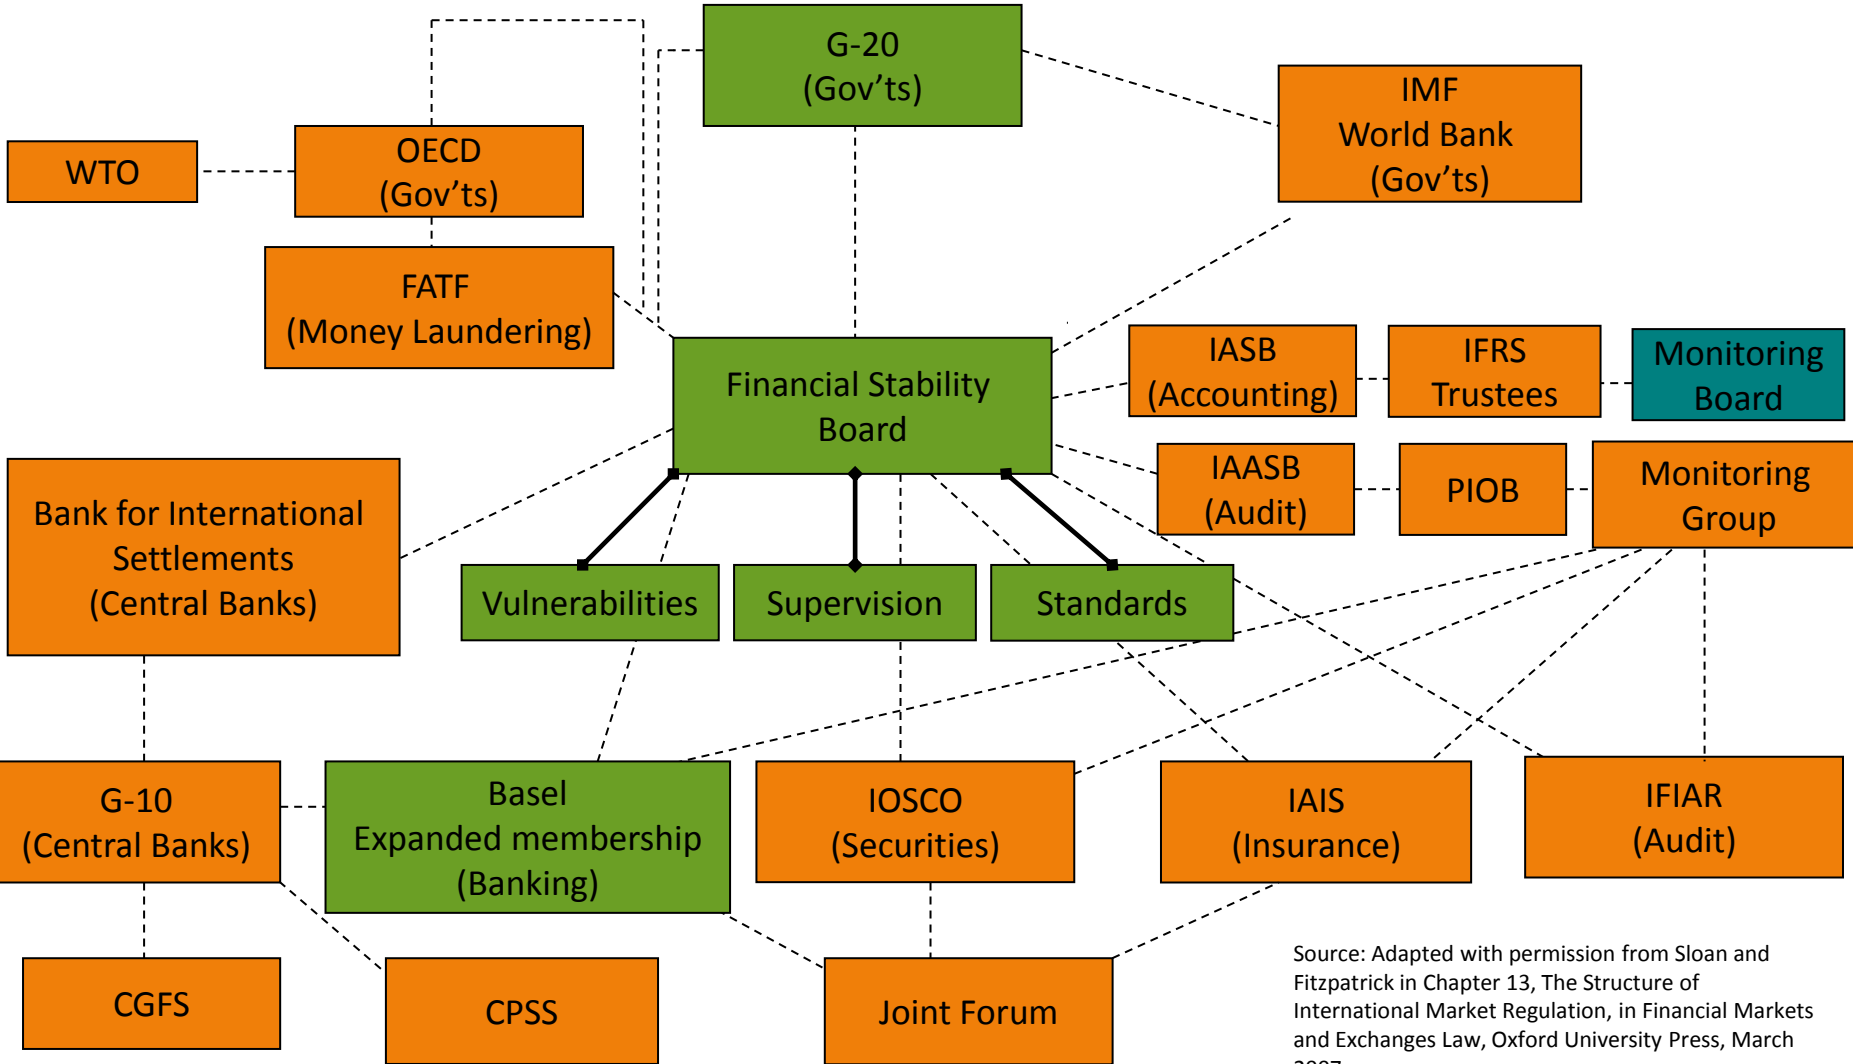 G-20
(Gov’ts)
IMF
World Bank
(Gov’ts)
WTO
OECD
(Gov’ts)
FATF
(Money Laundering)
Financial Stability
Board
IASB
(Accounting)
IFRS
Trustees
Monitoring
Board
Bank for International
Settlements
(Central Banks)
IAASB
(Audit)
PIOB
Monitoring
Group
Vulnerabilities
Supervision
Standards
G-10
(Central Banks)
Basel
Expanded membership
(Banking)
IOSCO
(Securities)
IAIS
(Insurance)
IFIAR
(Audit)
CGFS
CPSS
Joint Forum
Source: Adapted with permission from Sloan and
Fitzpatrick in Chapter 13, The Structure of
International Market Regulation, in Financial Markets
and Exchanges Law, Oxford University Press, March